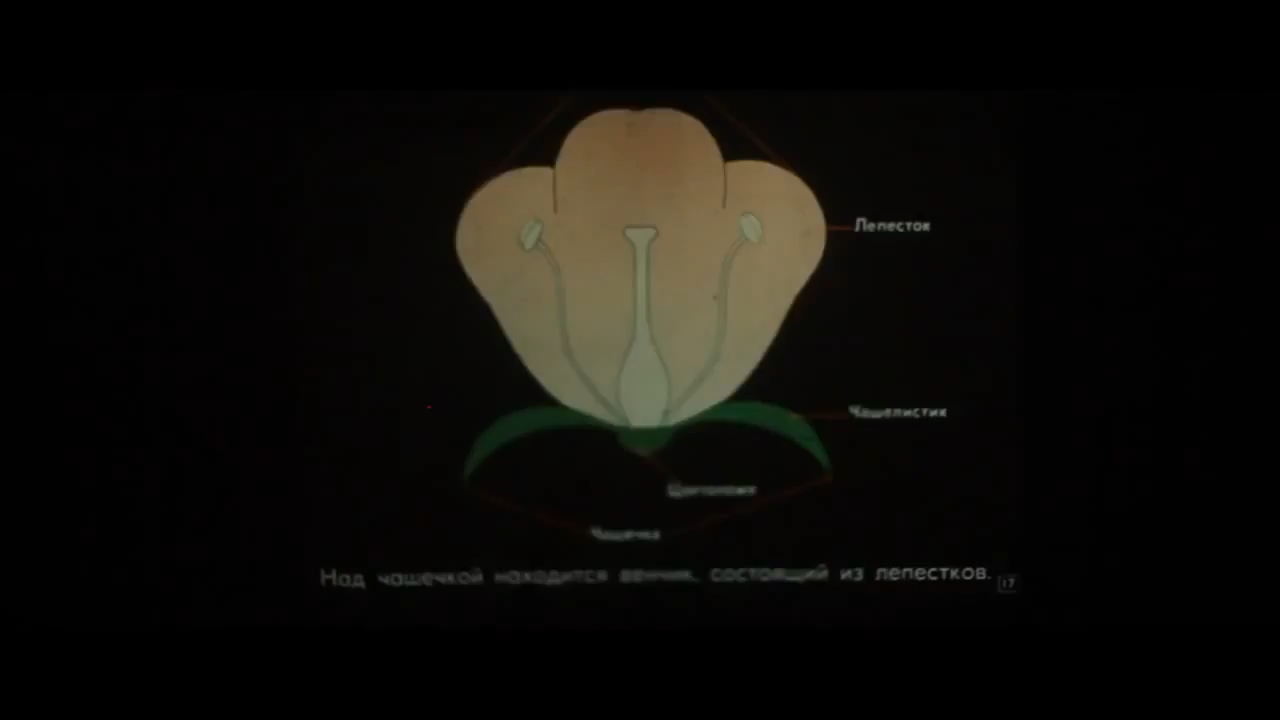 Лепесток
Чашелистик
Цветоложе
Чашечка
Над чашечкой находится венчик, состоящий из лепестков.
17